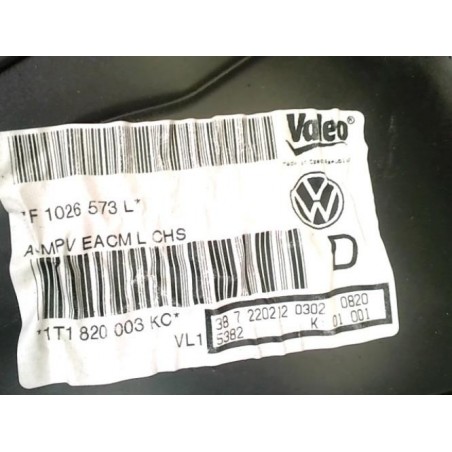 Valeo®
*F 1026 573 L*
A-MPV EACM L CHS
D
*1T1 820 003 KC*
VL1
38 7 220212 0302 0820
5382 K 01 001